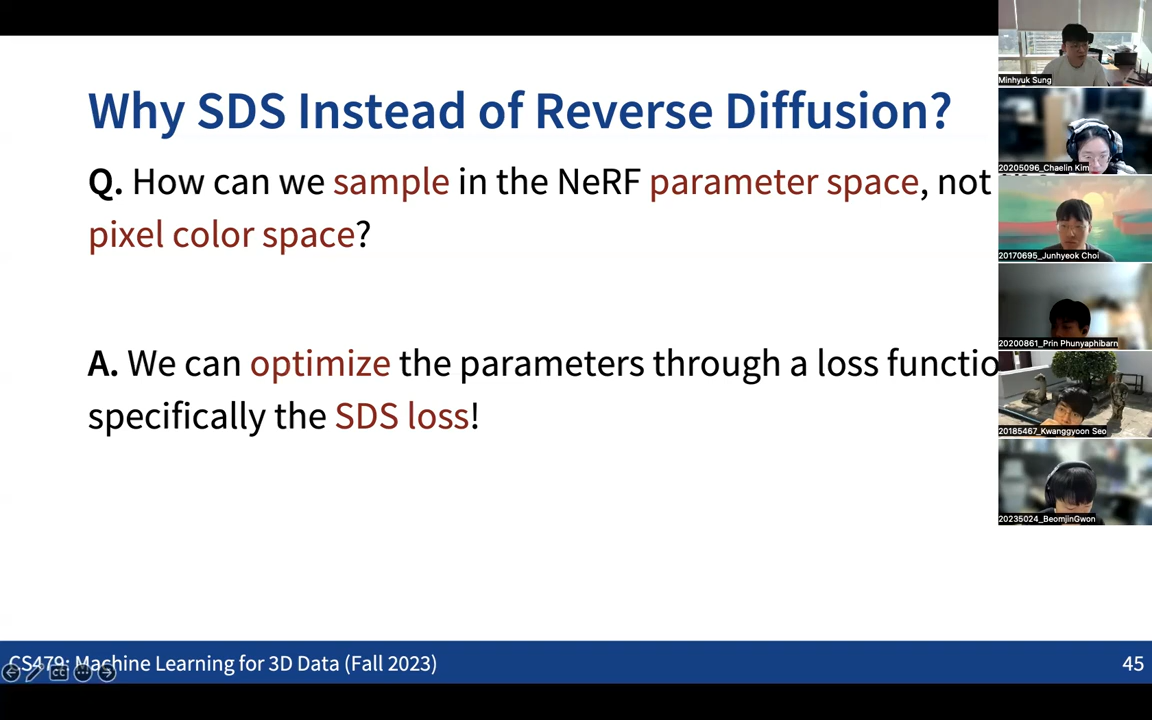 Why SDS Instead of Reverse Diffusion?
Q. How can we sample in the NeRF parameter space, not
pixel color space?
A. We can optimize the parameters through a loss functio
specifically the SDS loss!
CS479: Machine Learning for 3D Data (Fall 2023)
45
Minhyuk Sung
20205096_Chaelin Kim
20170695_Junhyeok Choi
20200861_Prin Phunyaphibarn
20185467_Kwanggyoon Seo
20235024_BeomjinGwon